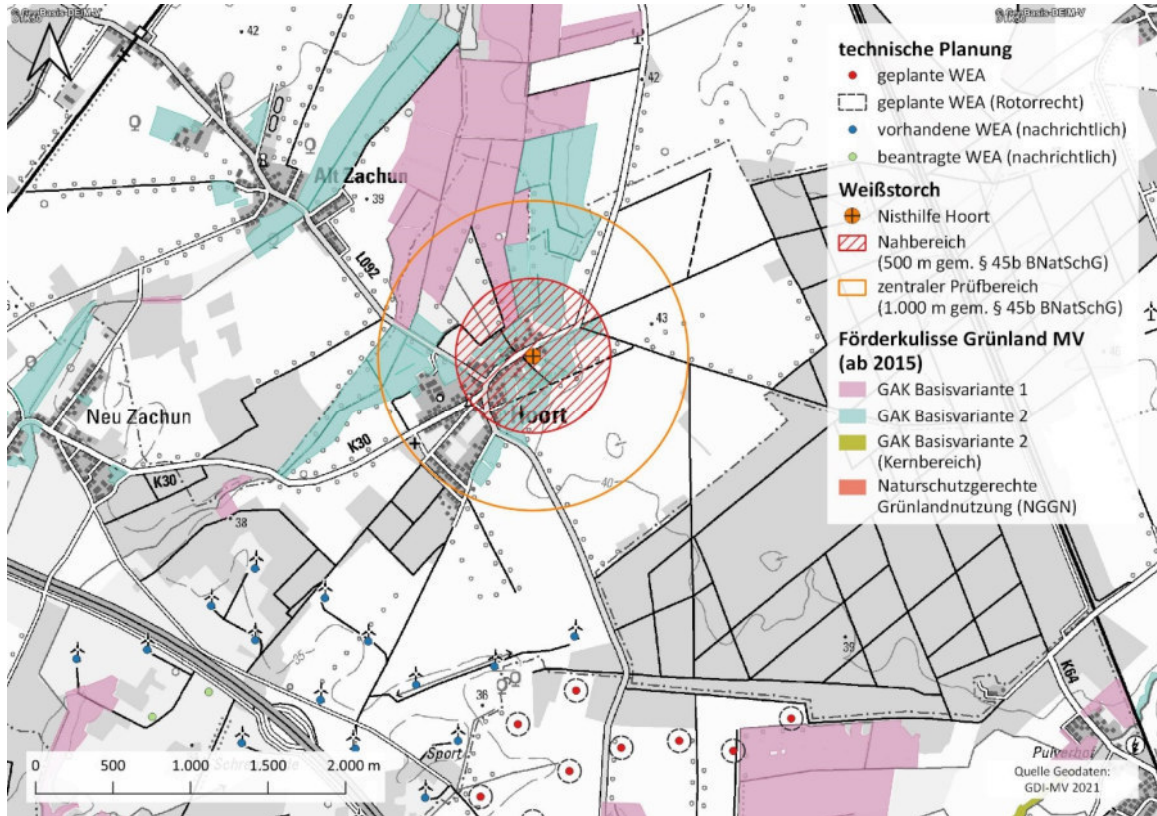 © GeoBasis-DE/M-V
© GeoBasis-DE/M-V
technische Planung
geplante WEA
geplante WEA (Rotorrecht)
vorhandene WEA (nachrichtlich)
beantragte WEA (nachrichtlich)
Weißstorch
Nisthilfe Hoort
Nahbereich
(500 m gem. § 45b BNatSchG)
zentraler Prüfbereich
(1.000 m gem. § 45b BNatSchG)
Förderkulisse Grünland MV
(ab 2015)
GAK Basisvariante 1
GAK Basisvariante 2
GAK Basisvariante 2
(Kernbereich)
Naturschutzgerechte
Grünlandnutzung (NGGN)
42
42
Alt Zachun
39
L092
43
Neu Zachun
Hoort
K30
K30
40
38
35
39
36
K64
Sport
Pulverhof
0 500 1.000 1.500 2.000 m
Quelle Geodaten:
GDI-MV 2021